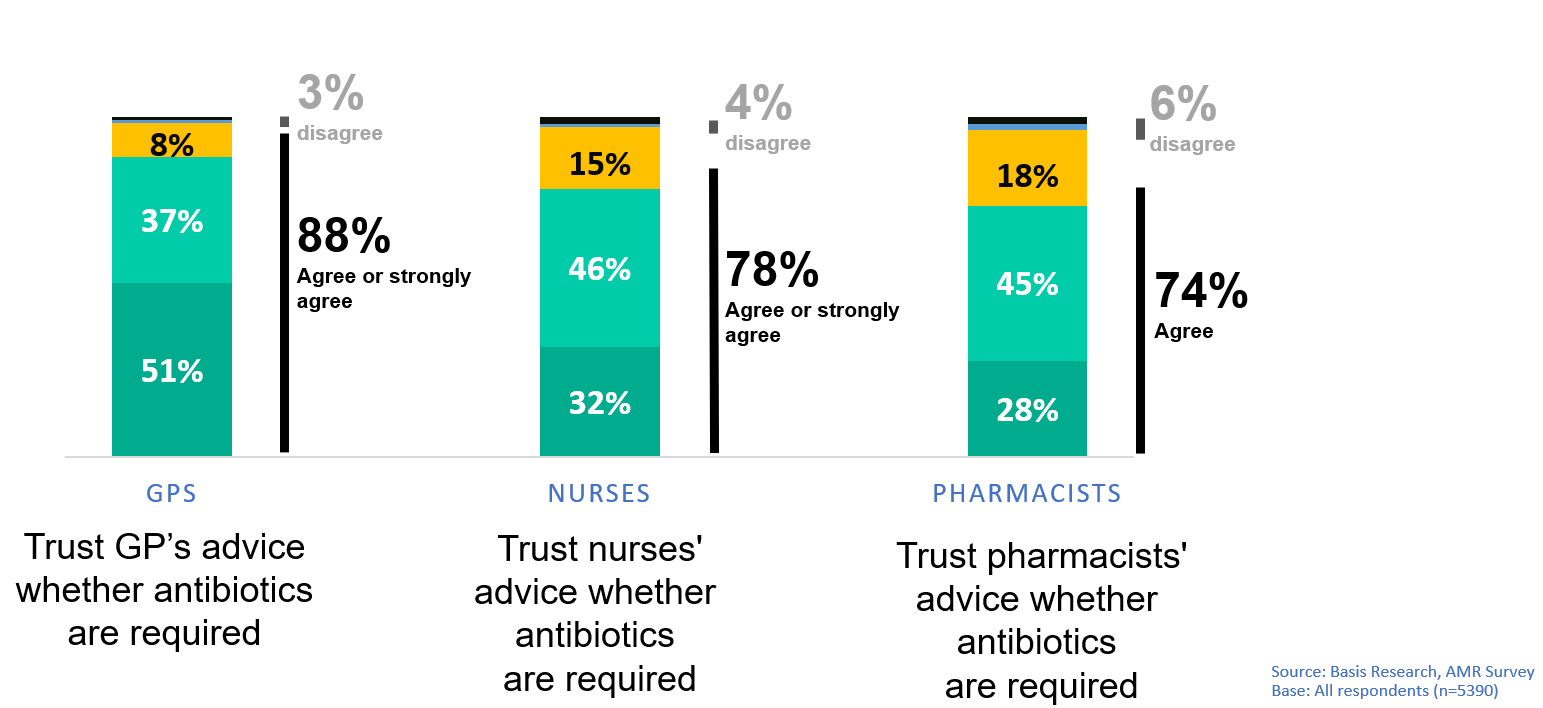 3%
disagree
8%
37%
51%
88%
Agree or strongly
agree
GPS
Trust GP’s advice
whether antibiotics
are required
4%
disagree
15%
46%
32%
78%
Agree or strongly
agree
NURSES
Trust nurses'
advice whether
antibiotics
are required
6%
disagree
18%
45%
28%
74%
Agree
PHARMACISTS
Trust pharmacists'
advice whether
antibiotics
are required
Source: Basis Research, AMR Survey
Base: All respondents (n=5390)